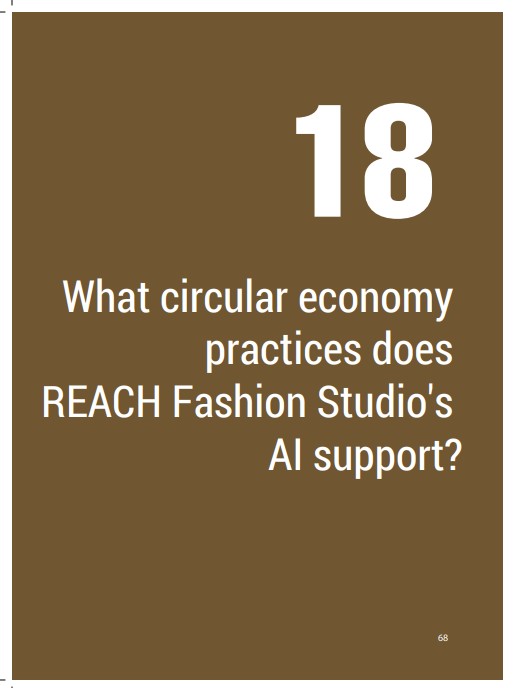 18
What circular economy
practices does
REACH Fashion Studio's
AI support?
68